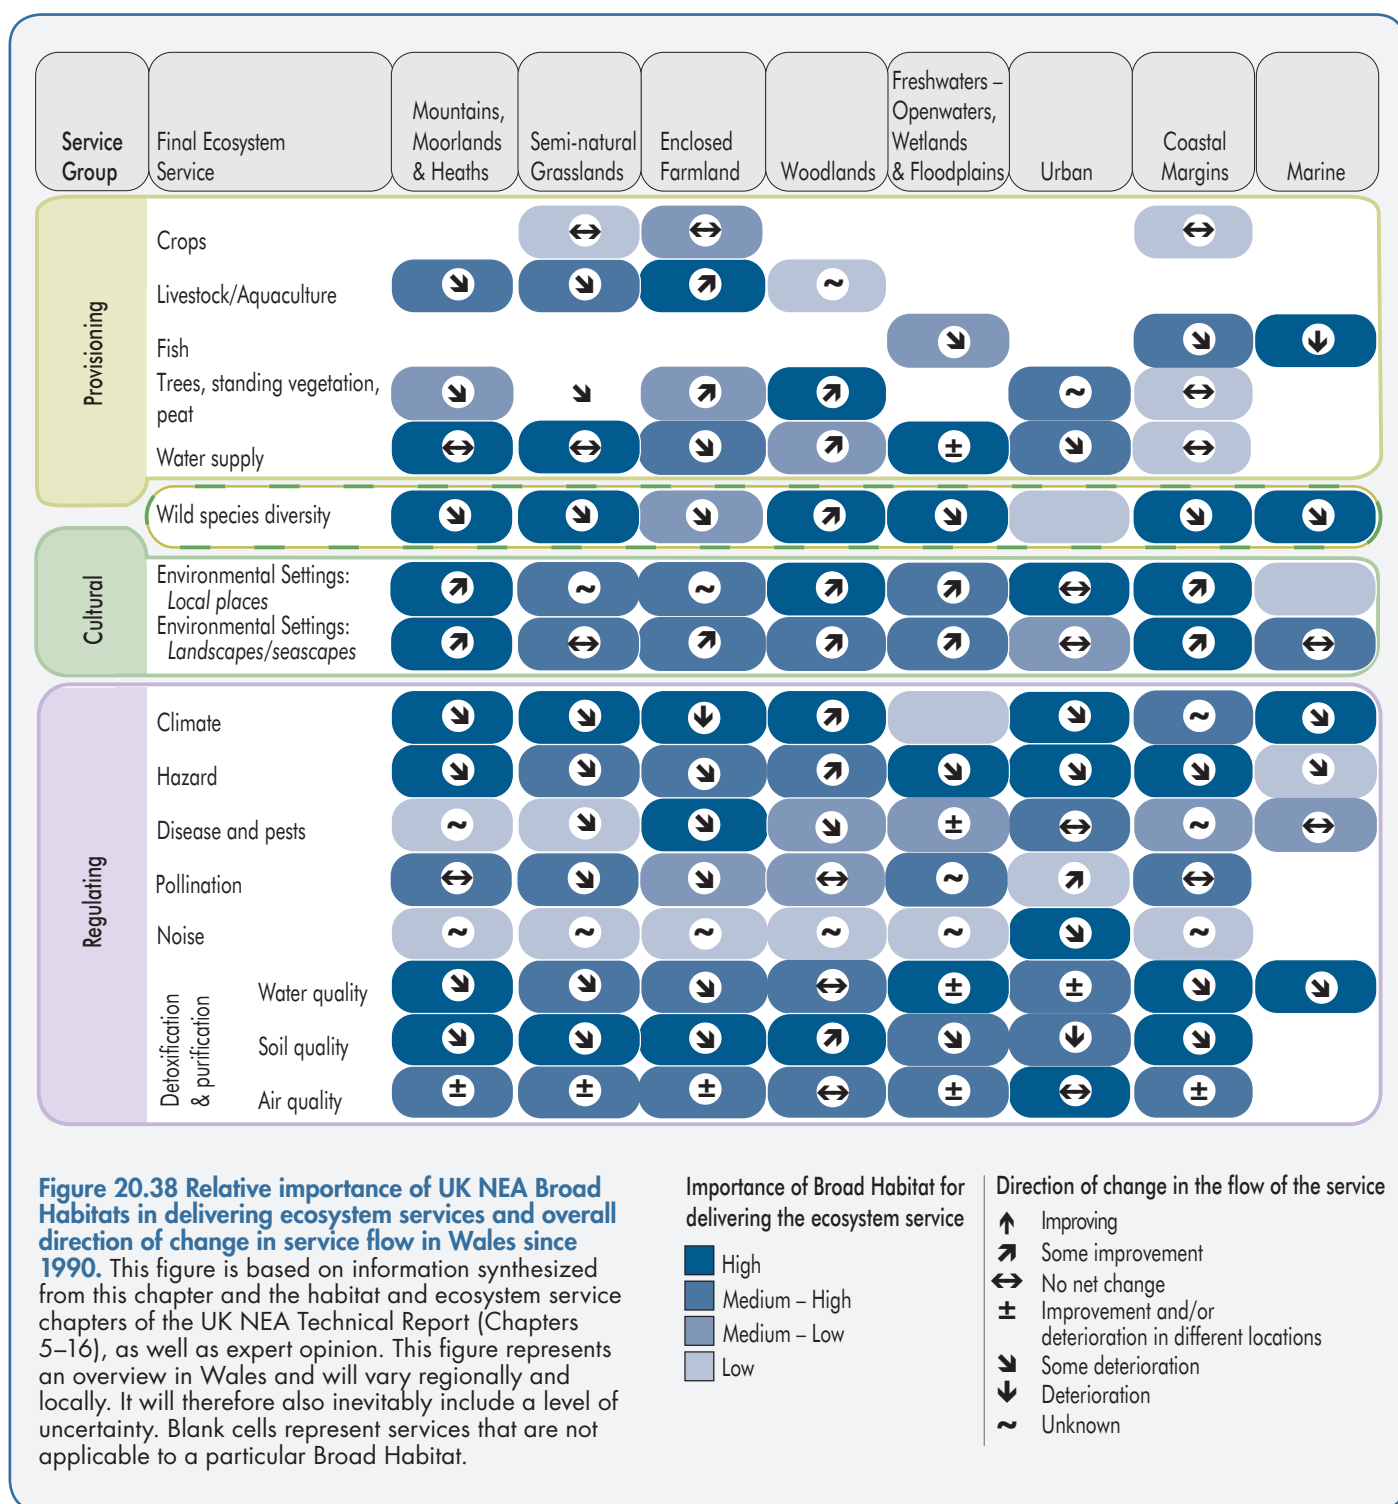 Service
Group
Final Ecosystem
Service
Mountains,
Moorlands
& Heaths
Semi-natural
Grasslands
Enclosed
Farmland
Woodlands
Freshwaters –
Openwaters,
Wetlands
& Floodplains
Urban
Coastal
Margins
Marine
Provisioning
Crops
Livestock/Aquaculture
Fish
Trees, standing vegetation,
peat
Water supply
Wild species diversity
Cultural
Environmental Settings:
Local places
Environmental Settings:
Landscapes/seascapes
Regulating
Climate
Hazard
Disease and pests
Pollination
Noise
Detoxification
& purification
Water quality
Soil quality
Air quality
Figure 20.38 Relative importance of UK NEA Broad
Habitats in delivering ecosystem services and overall
direction of change in service flow in Wales since
1990. This figure is based on information synthesized
from this chapter and the habitat and ecosystem service
chapters of the UK NEA Technical Report (Chapters
5–16), as well as expert opinion. This figure represents
an overview in Wales and will vary regionally and
locally. It will therefore also inevitably include a level of
uncertainty. Blank cells represent services that are not
applicable to a particular Broad Habitat.
Importance of Broad Habitat for
delivering the ecosystem service
High
Medium – High
Medium – Low
Low
Direction of change in the flow of the service
Improving
Some improvement
No net change
± Improvement and/or
deterioration in different locations
Some deterioration
Deterioration
~ Unknown